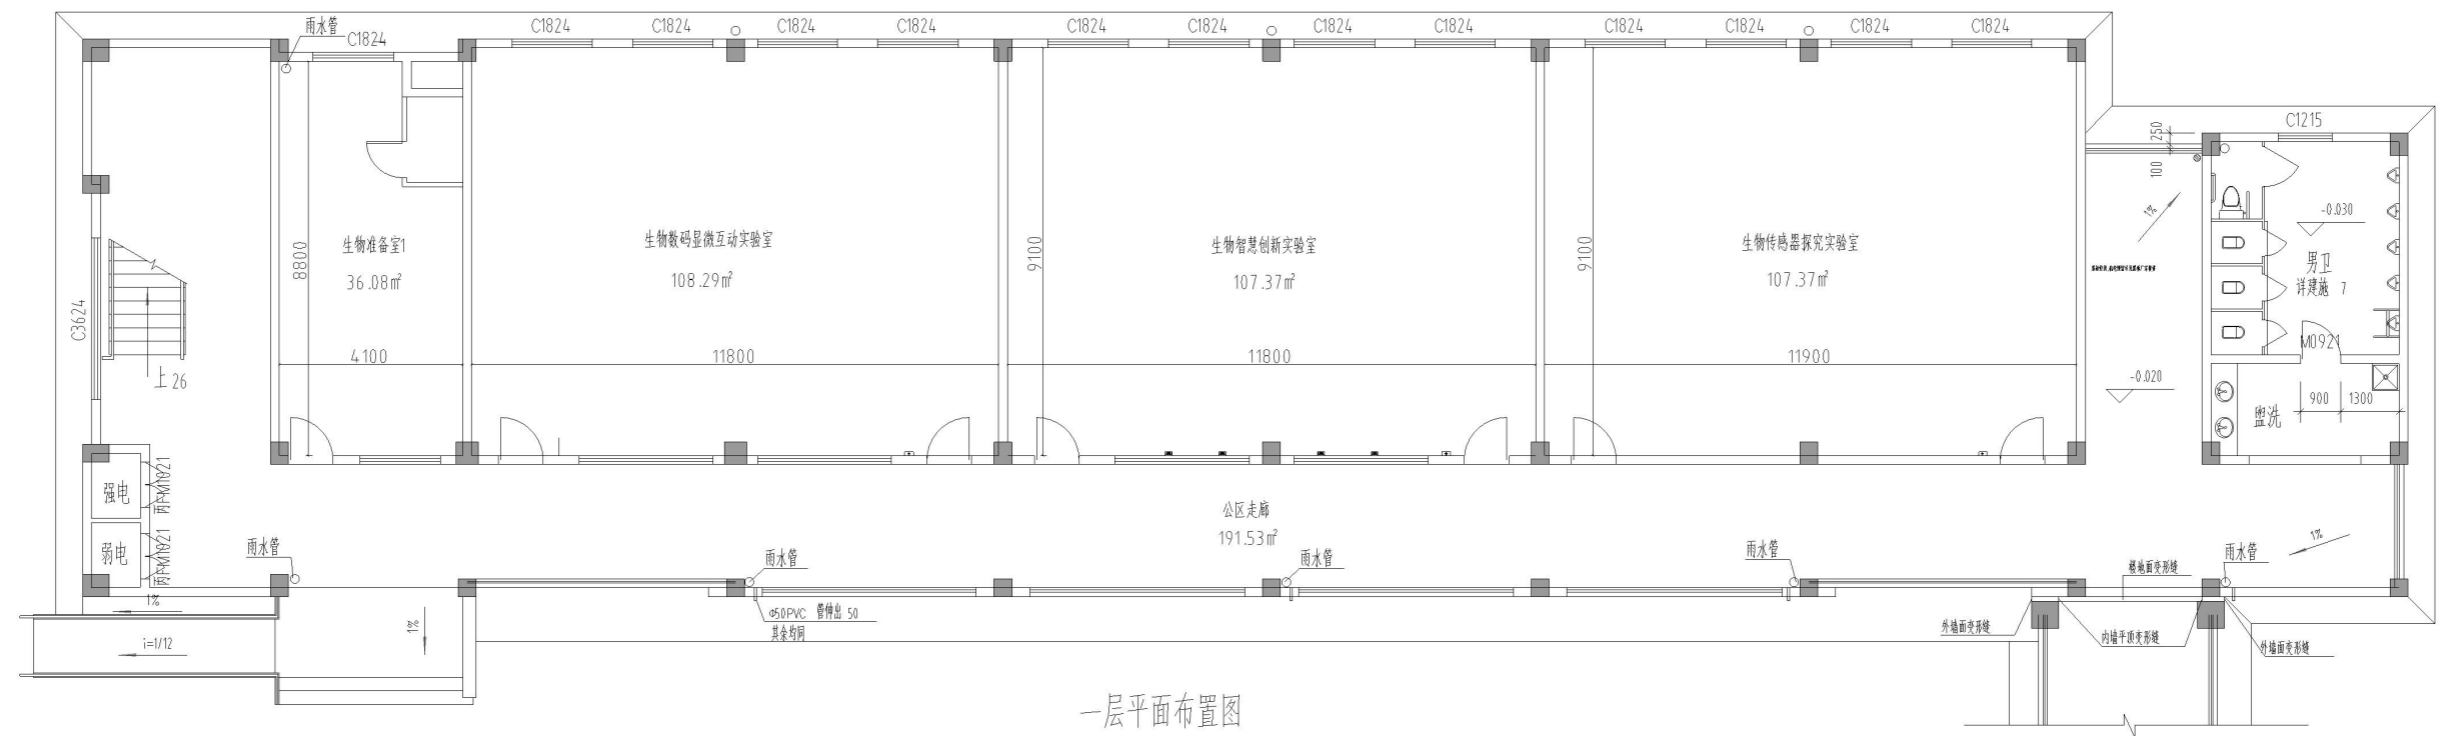 雨水管
C1824
C1824 C1824 C1824 C1824
C1824 C1824 C1824 C1824
C1824 C1824 C1824 C1824
C1215
250
100
1%
-0.030
男卫
详建施 7
M0921
-0.020
盥洗
900 1300
C3624
上26
8800
生物准备室1
36.08㎡
4100
生物数码显微互动实验室
108.29㎡
11800
9100
生物智慧创新实验室
107.37㎡
11800
9100
生物传感器探究实验室
107.37㎡
11900
强电
两户M1021
弱电
两户M1021
公区走廊
191.53㎡
雨水管
雨水管
雨水管
雨水管
雨水管
1%
楼地面变形缝
1%
i=1/12
1%
Φ50PVC 管伸出 50
其余均同
外墙面变形缝
内墙平顶变形缝
外墙面变形缝
一层平面布置图